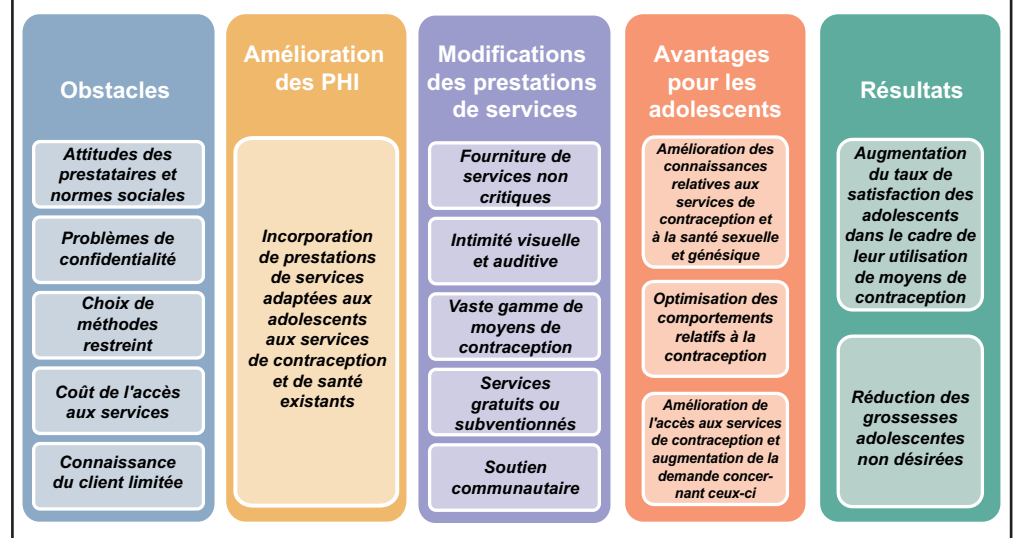 Obstacles
Attitudes des
prestataires et
normes sociales
Problèmes de
confidentialité
Choix de
méthodes
restreint
Coût de l'accès
aux services
Connaissance
du client limitée
Amélioration
des PHI
Incorporation
de prestations
de services
adaptées aux
adolescents
aux services
de contraception
et de santé
existants
Modifications
des prestations
de services
Fourniture de
services non
critiques
Intimité visuelle
et auditive
Vaste gamme de
moyens de
contraception
Services
gratuits ou
subventionnés
Soutien
communautaire
Avantages
pour les
adolescents
Amélioration des
connaissances
relatives aux
services de
contraception et
à la santé sexuelle
et génésique
Optimisation des
comportements
relatifs à la
contraception
Amélioration de
l'accès aux services
de contraception et
augmentation de la
demande concer-
nant ceux-ci
Résultats
Augmentation
du taux de
satisfaction des
adolescents
dans le cadre de
leur utilisation
de moyens de
contraception
Réduction des
grossesses
adolescentes
non désirées